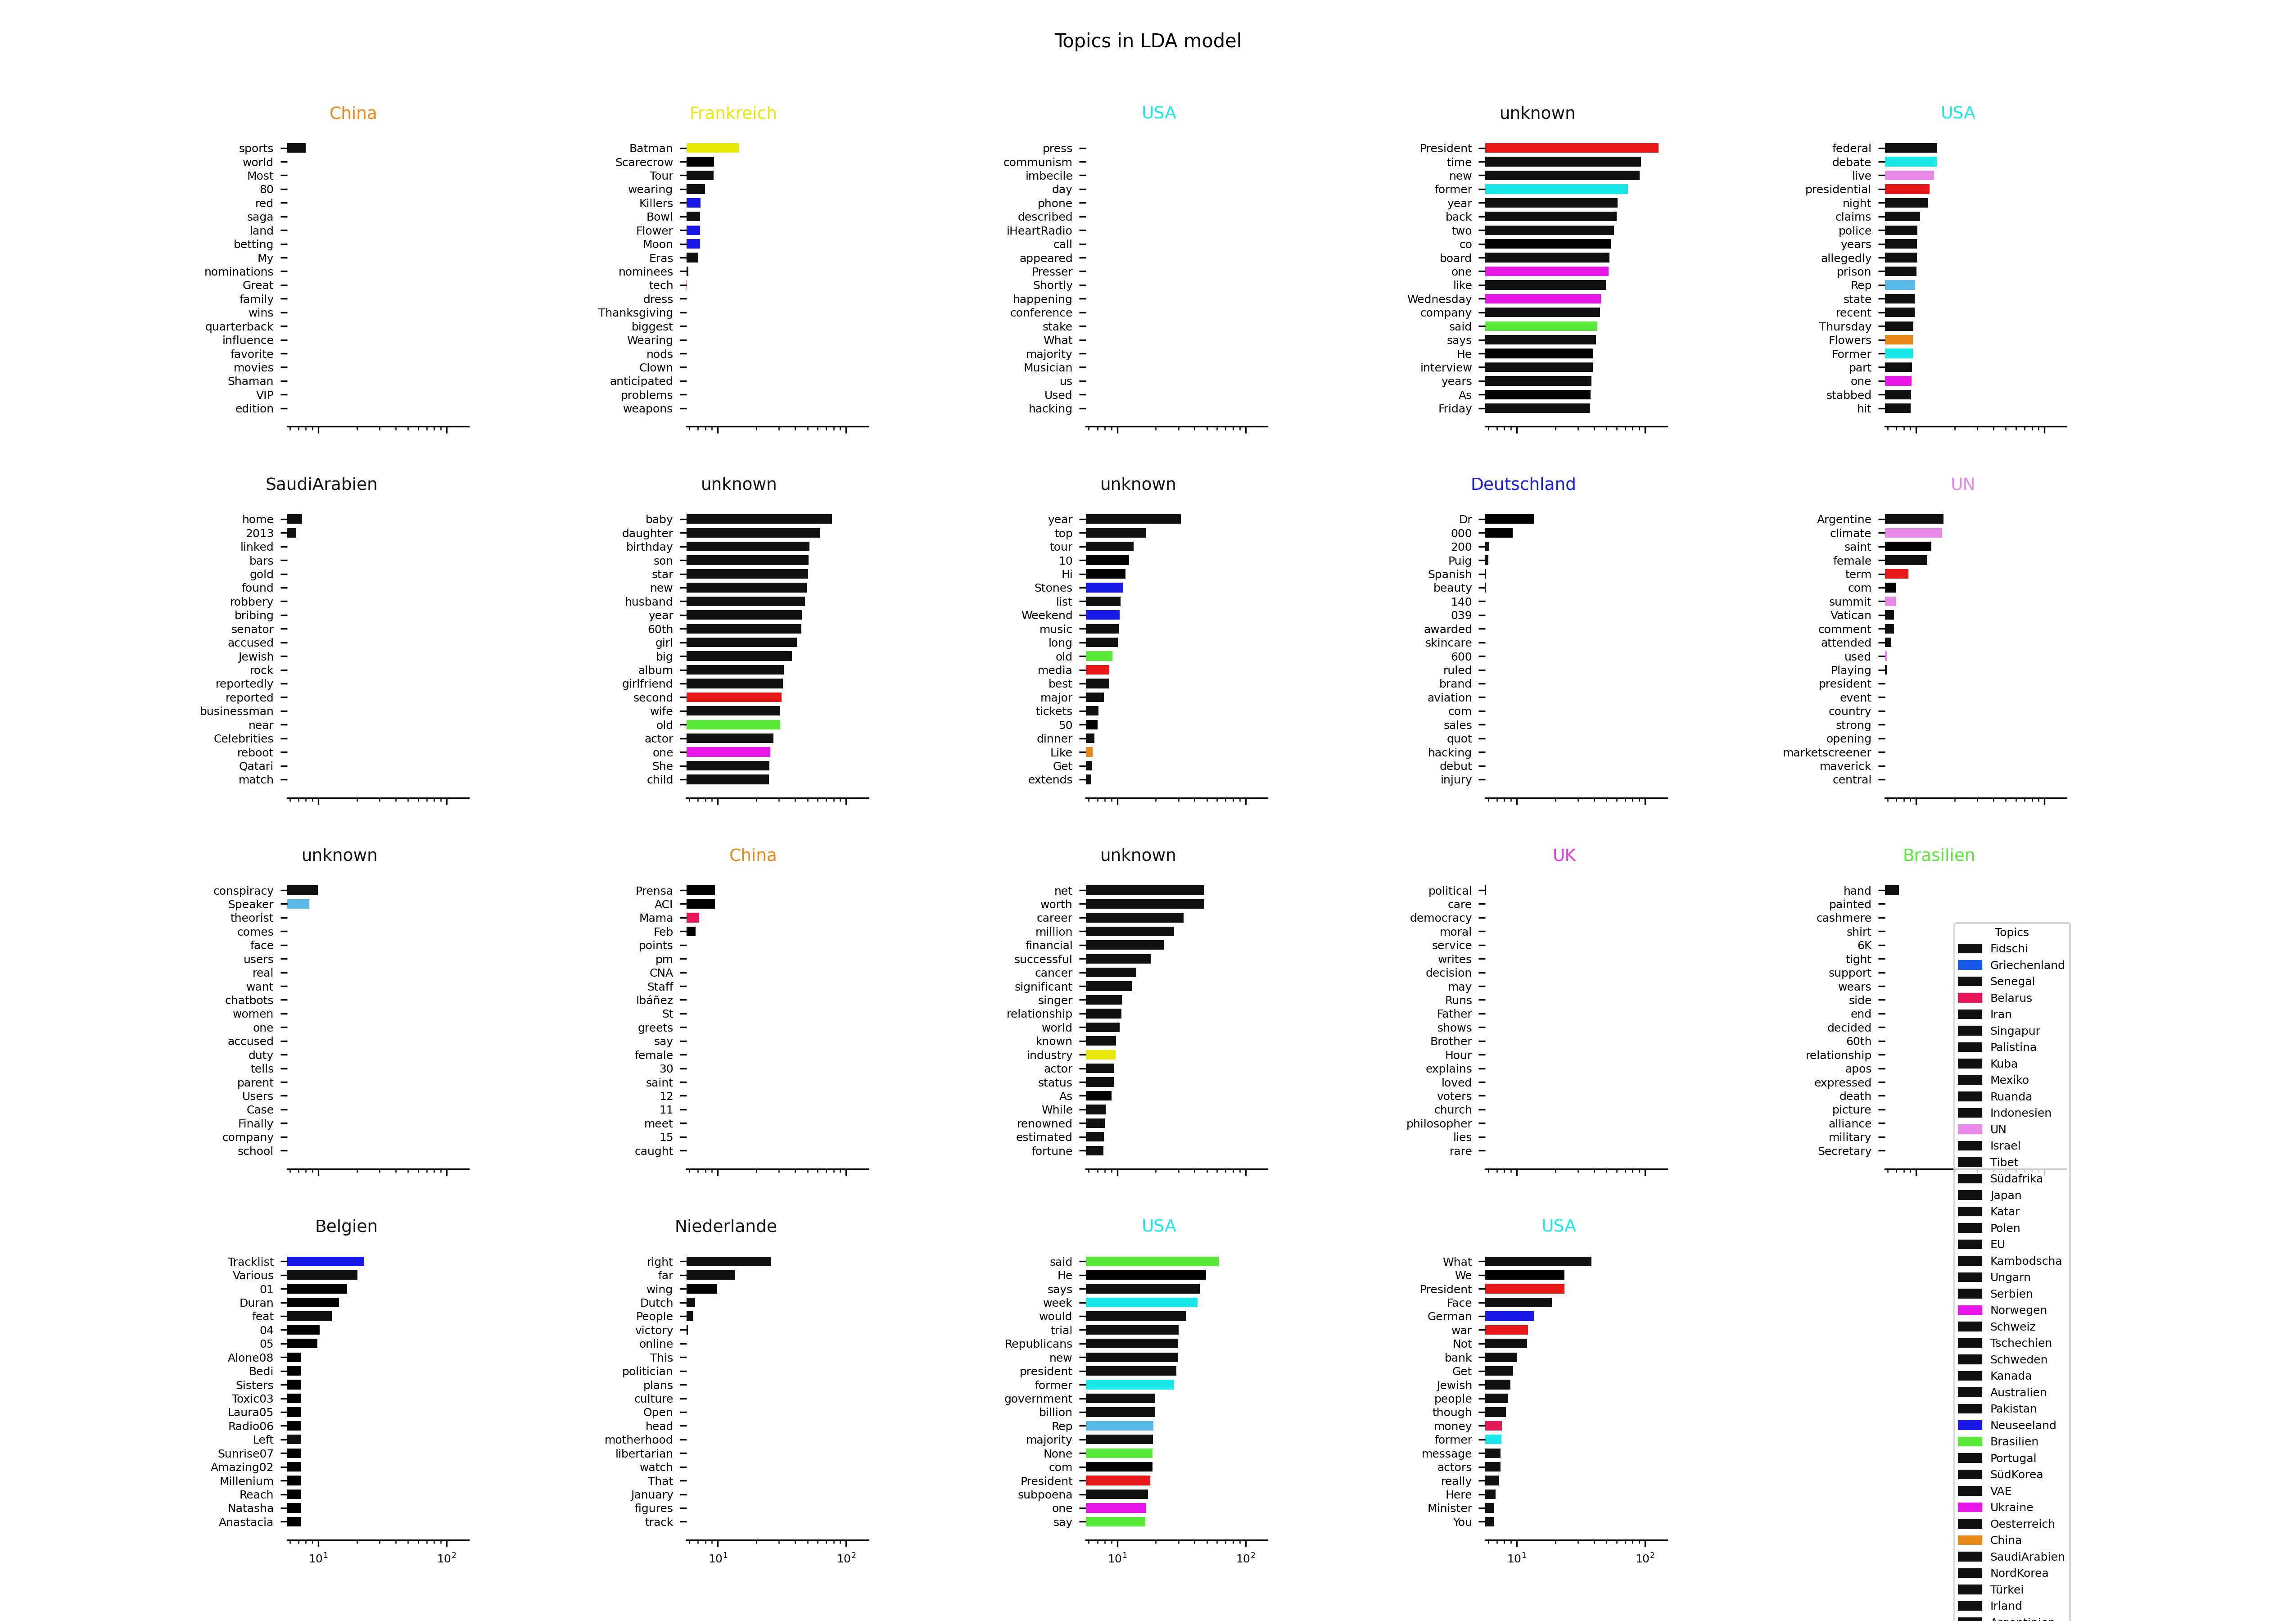 Topics in LDA model
China
sports
world
Most
80
red
saga
land
betting
My
nominations
Great
family
wins
quarterback
influence
favorite
movies
Shaman
VIP
edition
Frankreich
Batman
Scarecrow
Tour
wearing
Killers
Bowl
Flower
Moon
Eras
nominees
tech
dress
Thanksgiving
biggest
Wearing
nods
Clown
anticipated
problems
weapons
USA
press
communism
imbecile
day
phone
described
iHeartRadio
call
appeared
Presser
Shortly
happening
conference
stake
What
majority
Musician
us
Used
hacking
unknown
President
time
new
former
year
back
two
co
board
one
like
Wednesday
company
said
says
He
interview
years
As
Friday
USA
federal
debate
live
presidential
night
claims
police
years
allegedly
prison
Rep
state
recent
Thursday
Flowers
Former
part
one
stabbed
hit
SaudiArabien
home
2013
linked
bars
gold
found
robbery
bribing
senator
accused
Jewish
rock
reportedly
reported
businessman
near
Celebrities
reboot
Qatari
match
unknown
baby
daughter
birthday
son
star
new
husband
year
60th
girl
big
album
girlfriend
second
wife
old
actor
one
She
child
unknown
year
top
tour
10
Hi
Stones
list
Weekend
music
long
old
media
best
major
tickets
50
dinner
Like
Get
extends
Deutschland
Dr
000
200
Puig
Spanish
beauty
140
039
awarded
skincare
600
ruled
brand
aviation
com
sales
quot
hacking
debut
injury
UN
Argentine
climate
saint
female
term
com
summit
Vatican
comment
attended
used
Playing
president
event
country
strong
opening
marketscreener
maverick
central
unknown
conspiracy
Speaker
theorist
comes
face
users
real
want
chatbots
women
one
accused
duty
tells
parent
Users
Case
Finally
company
school
China
Prensa
ACI
Mama
Feb
points
pm
CNA
Staff
Ibáñez
St
greets
say
female
30
saint
12
11
meet
15
caught
unknown
net
worth
career
million
financial
successful
cancer
significant
singer
relationship
world
known
industry
actor
status
As
While
renowned
estimated
fortune
UK
political
care
democracy
moral
service
writes
decision
may
Runs
Father
shows
Brother
Hour
explains
loved
voters
church
philosopher
lies
rare
Brasilien
hand
painted
cashmere
shirt
6K
tight
support
wears
side
end
decided
60th
relationship
apos
expressed
death
picture
alliance
military
Secretary
Belgien
Tracklist
Various
01
Duran
feat
04
05
Alone08
Bedi
Sisters
Toxic03
Laura05
Radio06
Left
Sunrise07
Amazing02
Millenium
Reach
Natasha
Anastacia
10¹ 10²
Niederlande
right
far
wing
Dutch
People
victory
online
This
politician
plans
culture
Open
head
motherhood
libertarian
watch
That
January
figures
track
10¹ 10²
USA
said
He
says
week
would
trial
Republicans
new
president
former
government
billion
Rep
majority
None
com
President
subpoena
one
say
10¹ 10²
USA
What
We
President
Face
German
war
Not
bank
Get
Jewish
people
though
money
former
message
actors
really
Here
Minister
You
10¹ 10²
Topics
Fidschi
Griechenland
Senegal
Belarus
Iran
Singapur
Palistina
Kuba
Mexiko
Ruanda
Indonesien
UN
Israel
Tibet
Südafrika
Japan
Katar
Polen
EU
Kambodscha
Ungarn
Serbien
Norwegen
Schweiz
Tschechien
Schweden
Kanada
Australien
Pakistan
Neuseeland
Brasilien
Portugal
SüdKorea
VAE
Ukraine
Oesterreich
China
SaudiArabien
NordKorea
Türkei
Irland